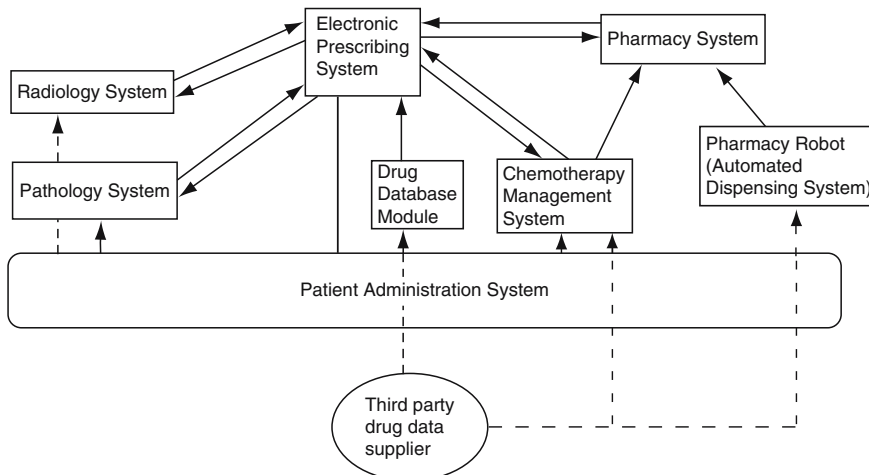 Electronic
Prescribing
System
Pharmacy System
Radiology System
Pathology System
Drug
Database
Module
Chemotherapy
Management
System
Pharmacy Robot
(Automated
Dispensing System)
Patient Administration System
Third party
drug data
supplier